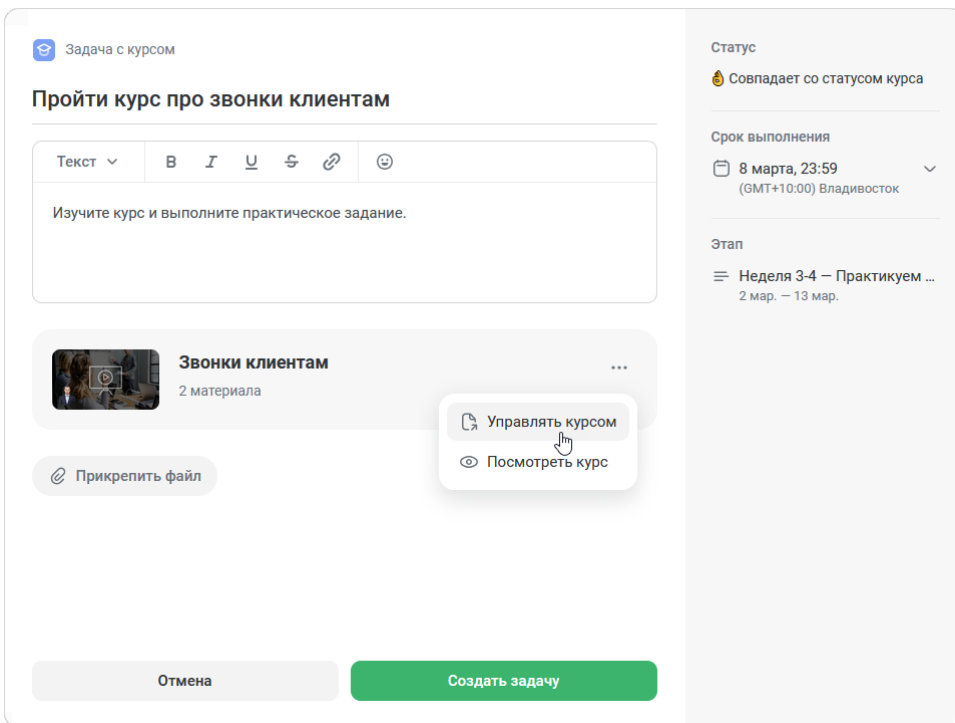 Задача с курсом
Пройти курс про звонки клиентам
Текст
B I U S
Изучите курс и выполните практическое задание.
Звонки клиентам
2 материала
Управлять курсом
Посмотреть курс
Прикрепить файл
Отмена
Создать задачу
Статус
👌 Совпадает со статусом курса
Срок выполнения
8 марта, 23:59
(GMT+10:00) Владивосток
Этап
Неделя 3-4 — Практикуем ...
2 мар. — 13 мар.